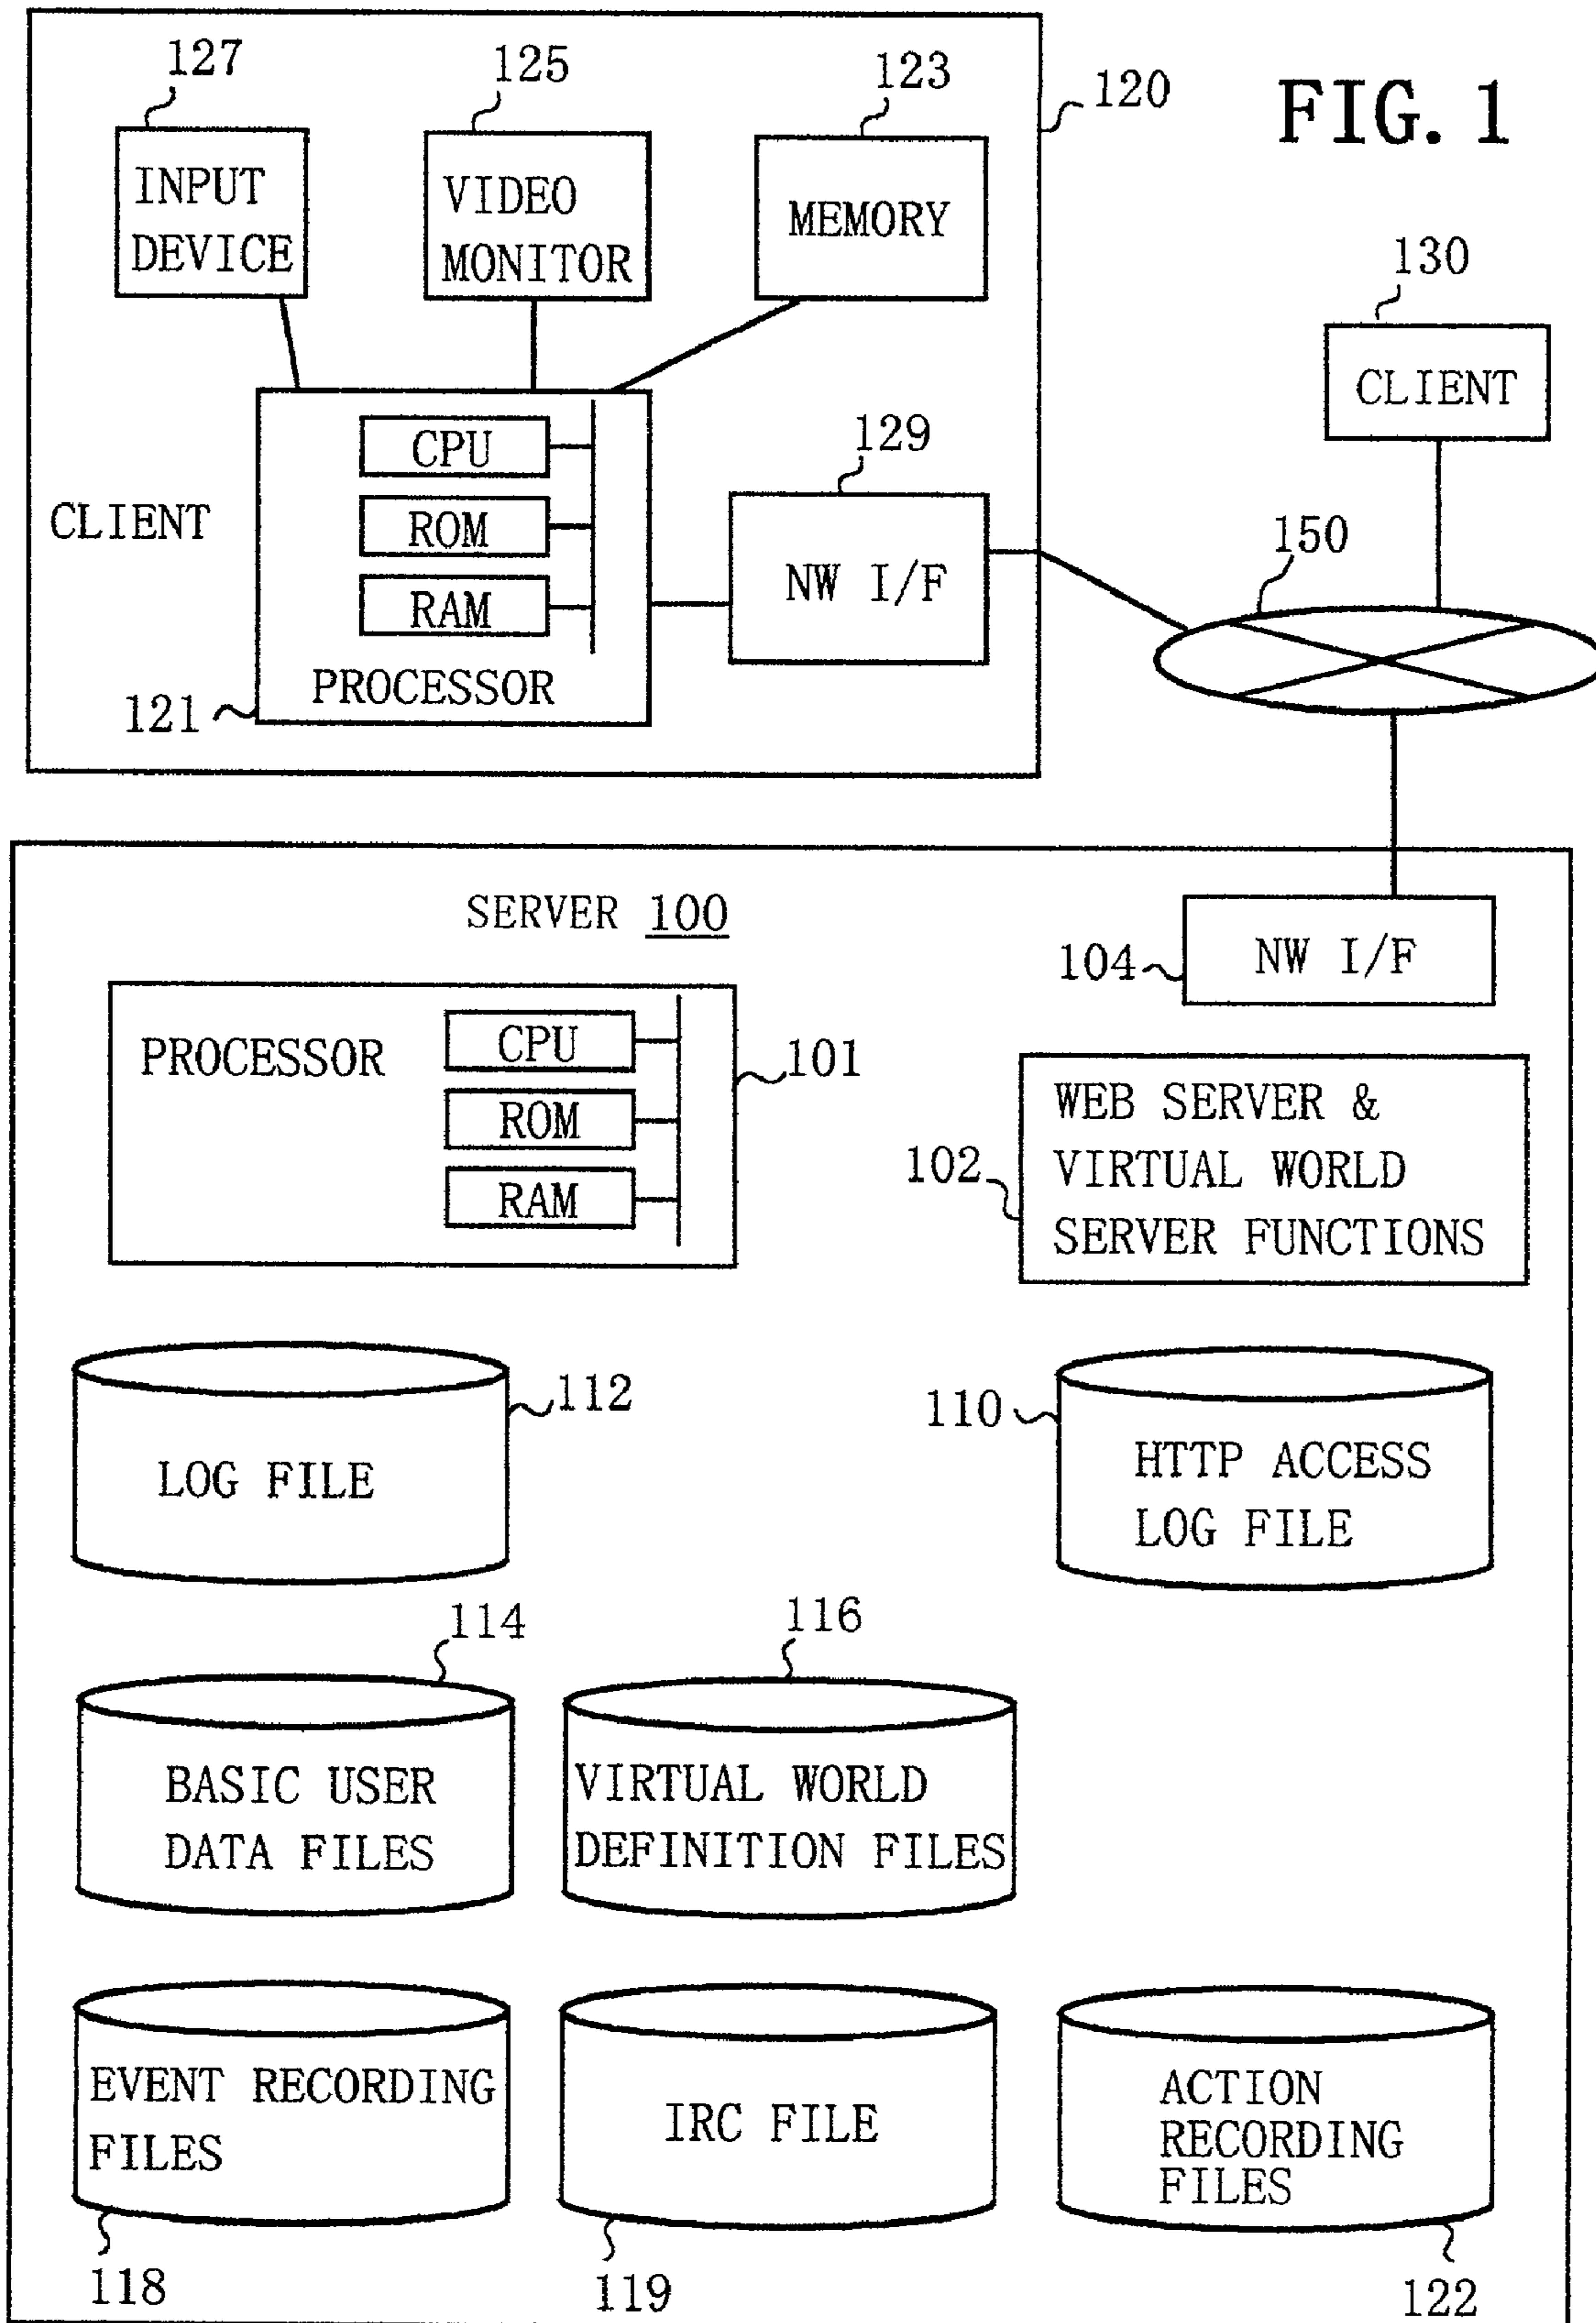 FIG. 1
127
125
123
120
INPUT
DEVICE
VIDEO
MONITOR
MEMORY
130
CLIENT
CPU
ROM
RAM
PROCESSOR
121
CLIENT
129
NW I/F
150
SERVER 100
104
NW I/F
PROCESSOR
CPU
ROM
RAM
101
102
WEB SERVER &
VIRTUAL WORLD
SERVER FUNCTIONS
112
LOG FILE
110
HTTP ACCESS
LOG FILE
114
BASIC USER
DATA FILES
116
VIRTUAL WORLD
DEFINITION FILES
EVENT RECORDING
FILES
118
IRC FILE
119
ACTION
RECORDING
FILES
122